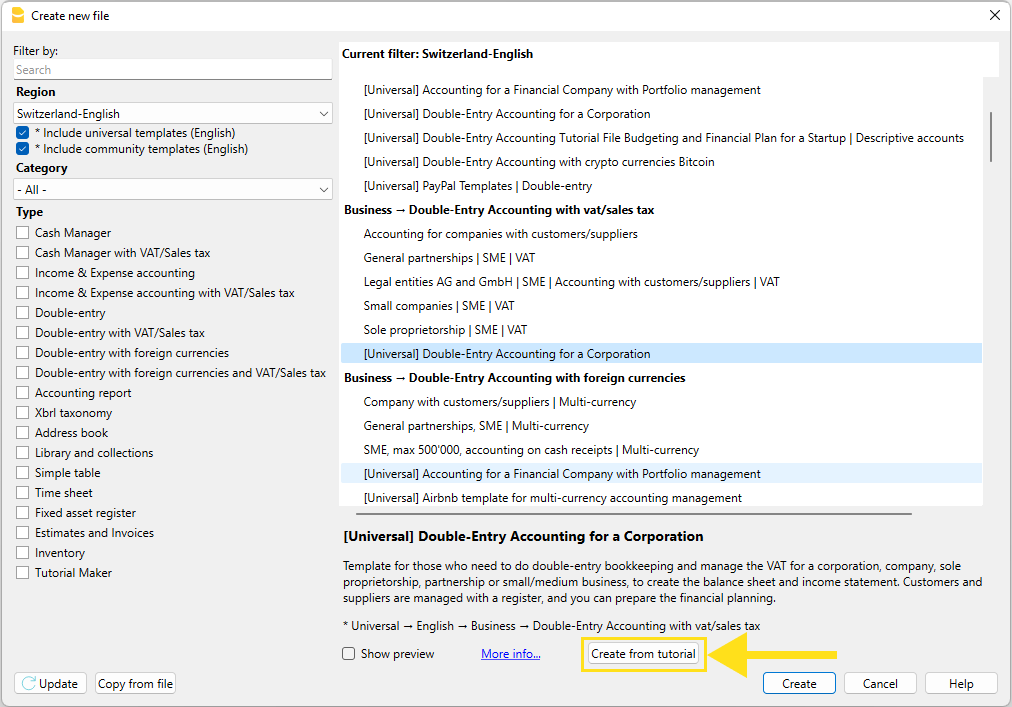 Create new file
Filter by:
Search
Region
Switzerland-English
* Include universal templates (English)
* Include community templates (English)
Category
- All -
Type
Cash Manager
Cash Manager with VAT/Sales tax
Income & Expense accounting
Income & Expense accounting with VAT/Sales tax
Double-entry
Double-entry with VAT/Sales tax
Double-entry with foreign currencies
Double-entry with foreign currencies and VAT/Sales tax
Accounting report
Xbrl taxonomy
Address book
Library and collections
Simple table
Time sheet
Fixed asset register
Estimates and Invoices
Inventory
Tutorial Maker
Current filter: Switzerland-English
[Universal] Accounting for a Financial Company with Portfolio management
[Universal] Double-Entry Accounting for a Corporation
[Universal] Double-Entry Accounting Tutorial File Budgeting and Financial Plan for a Startup | Descriptive accounts
[Universal] Double-Entry Accounting with crypto currencies Bitcoin
[Universal] PayPal Templates | Double-entry
Business → Double-Entry Accounting with vat/sales tax
Accounting for companies with customers/suppliers
General partnerships | SME | VAT
Legal entities AG and GmbH | SME | Accounting with customers/suppliers | VAT
Small companies | SME | VAT
Sole proprietorship | SME | VAT
[Universal] Double-Entry Accounting for a Corporation
Business → Double-Entry Accounting with foreign currencies
Company with customers/suppliers | Multi-currency
General partnerships, SME | Multi-currency
SME, max 500'000, accounting on cash receipts | Multi-currency
[Universal] Accounting for a Financial Company with Portfolio management
[Universal] Airbnb template for multi-currency accounting management
[Universal] Double-Entry Accounting for a Corporation
Template for those who need to do double-entry bookkeeping and manage the VAT for a corporation, company, sole
proprietorship, partnership or small/medium business, to create the balance sheet and income statement. Customers and
suppliers are managed with a register, and you can prepare the financial planning.
* Universal → English → Business → Double-Entry Accounting with vat/sales tax
Show preview
More info...
Create from tutorial
Update
Copy from file
Create
Cancel
Help